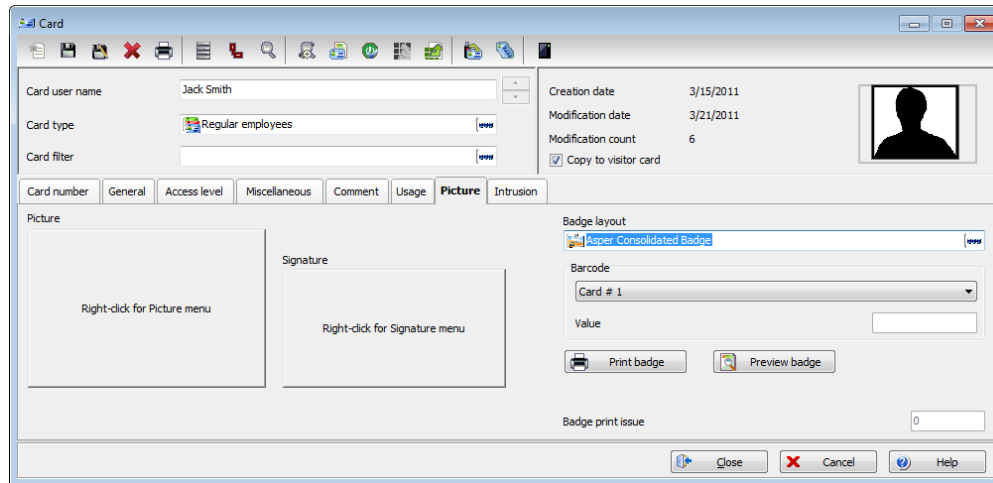 Card
Card user name
Jack Smith
Card type
Regular employees
Card filter
Creation date 3/15/2011
Modification date 3/21/2011
Modification count 6
Copy to visitor card
Card number General Access level Miscellaneous Comment Usage Picture Intrusion
Picture
Right-click for Picture menu
Signature
Right-click for Signature menu
Badge layout
Asper Consolidated Badge
Barcode
Card # 1
Value
Print badge Preview badge
Badge print issue 0
Close Cancel Help